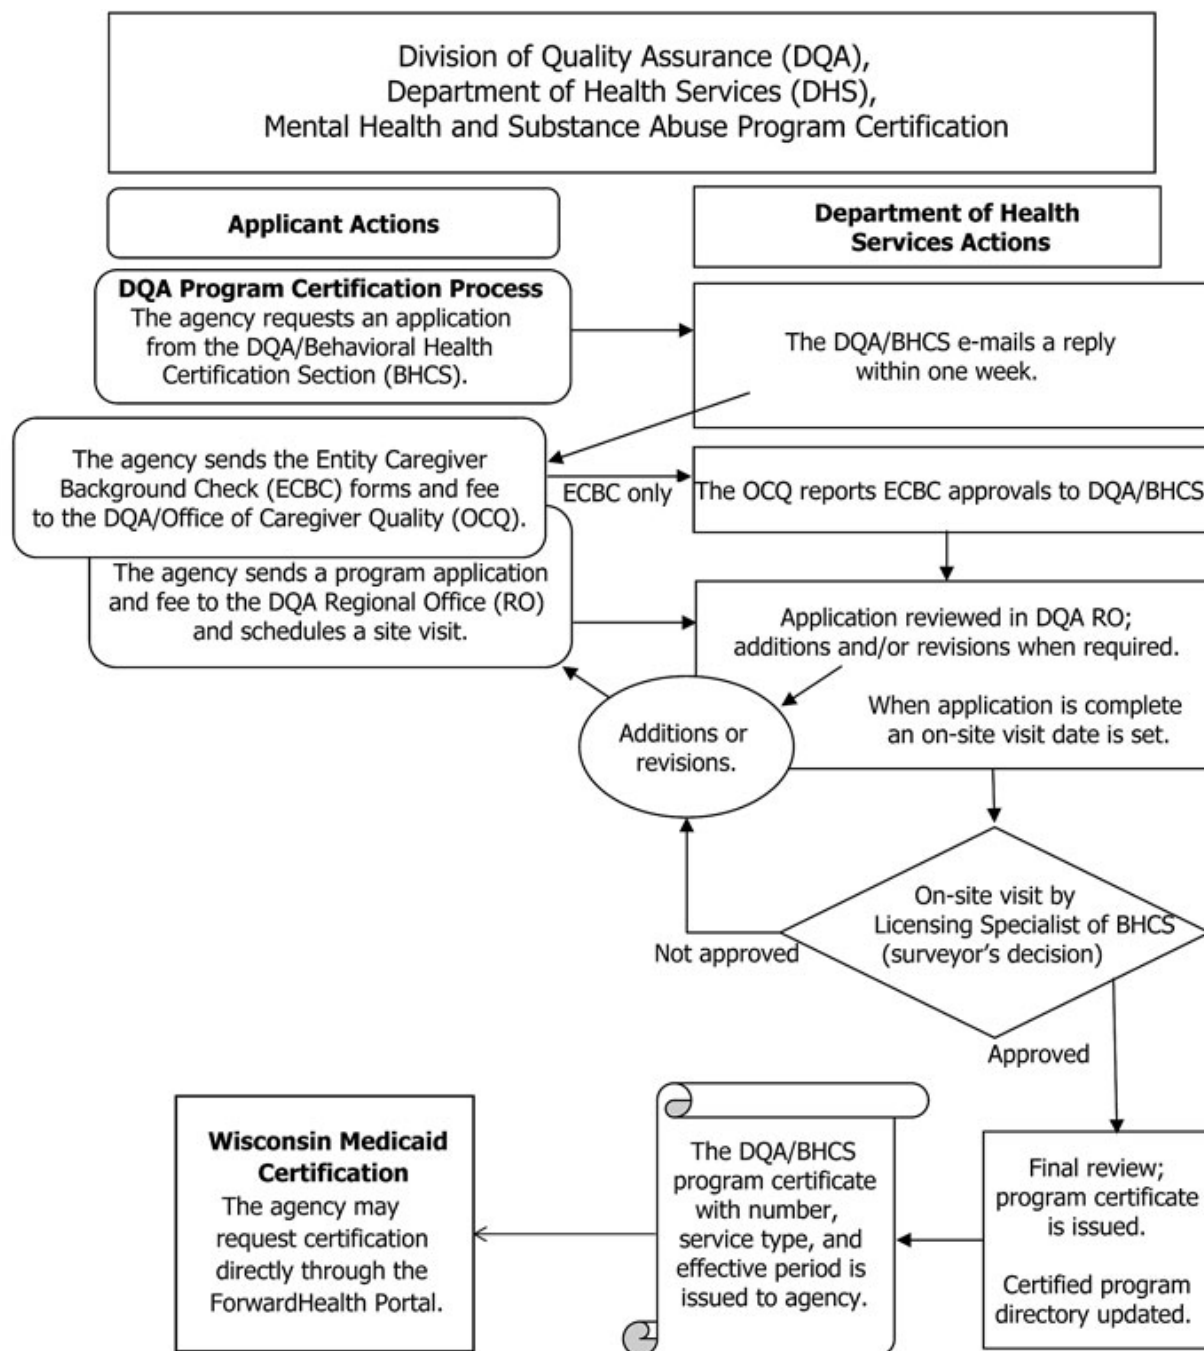 Division of Quality Assurance (DQA),
Department of Health Services (DHS),
Mental Health and Substance Abuse Program Certification
Applicant Actions
Department of Health
Services Actions
DQA Program Certification Process
The agency requests an application
from the DQA/Behavioral Health
Certification Section (BHCS).
The DQA/BHCS e-mails a reply
within one week.
The agency sends the Entity Caregiver
Background Check (ECBC) forms and fee
to the DQA/Office of Caregiver Quality (OCQ).
ECBC only
The OCQ reports ECBC approvals to DQA/BHCS
The agency sends a program application
and fee to the DQA Regional Office (RO)
and schedules a site visit.
Application reviewed in DQA RO;
additions and/or revisions when required.
When application is complete
an on-site visit date is set.
Additions or
revisions.
On-site visit by
Licensing Specialist of BHCS
(surveyor's decision)
Not approved
Approved
Final review;
program certificate
is issued.
Certified program
directory updated.
The DQA/BHCS
program certificate
with number,
service type, and
effective period is
issued to agency.
Wisconsin Medicaid
Certification
The agency may
request certification
directly through the
ForwardHealth Portal.